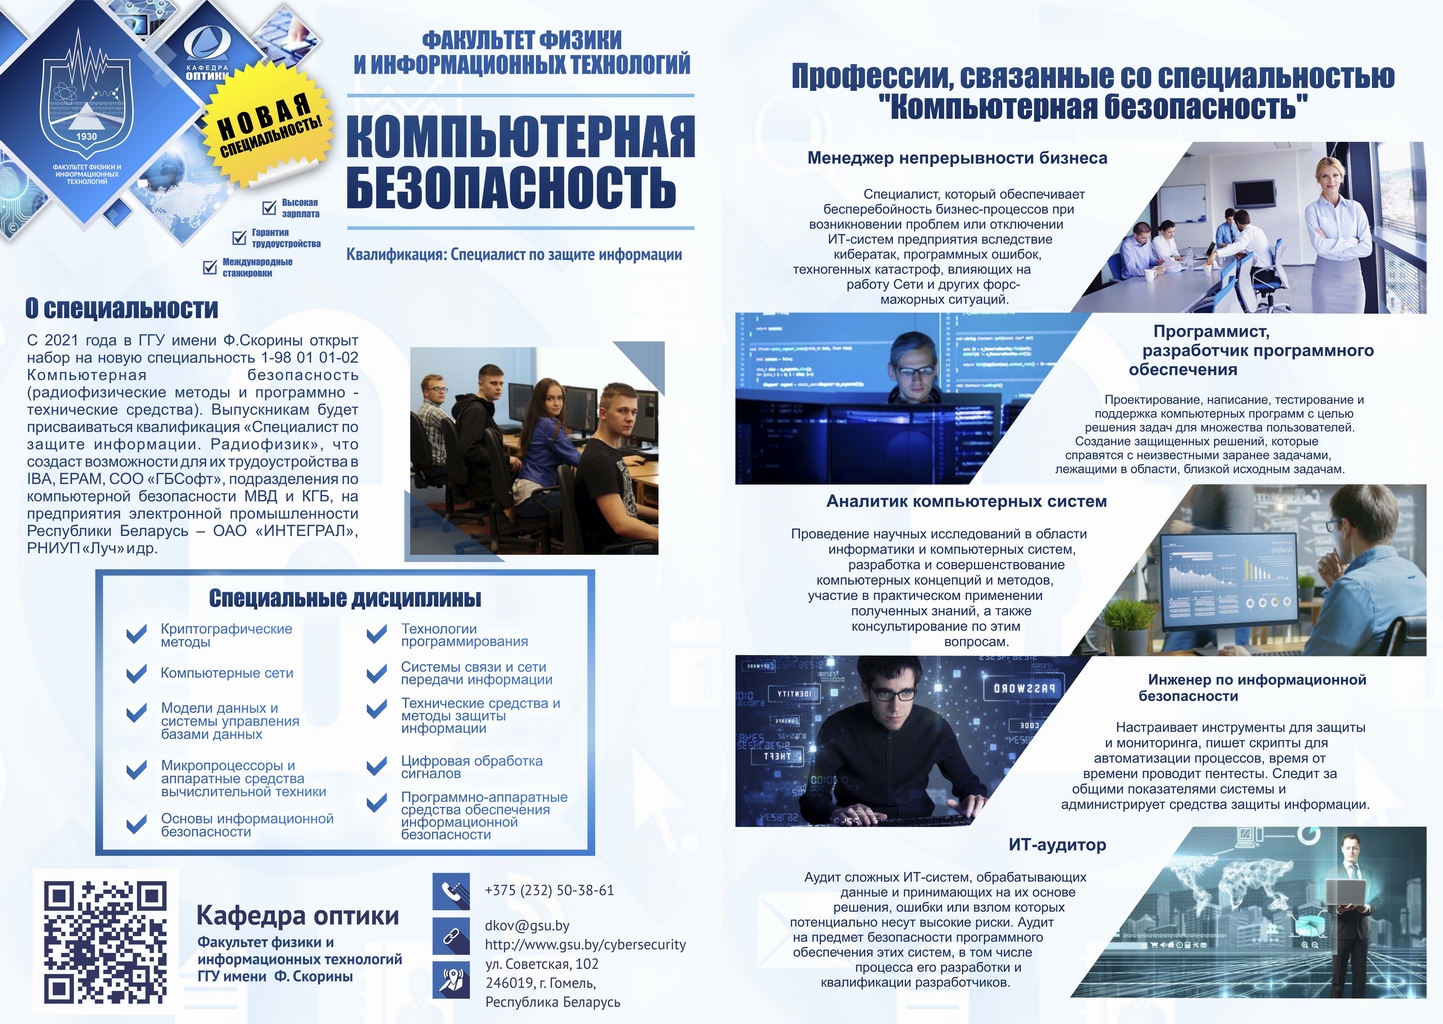 КАФЕДРА
ОПТИКИ
1930
ФАКУЛЬТЕТ ФИЗИКИ И
ИНФОРМАЦИОННЫХ
ТЕХНОЛОГИЙ
НОВАЯ
СПЕЦИАЛЬНОСТЬ!
Высокая
зарплата
Гарантия
трудоустройства
Международные
стажировки
ФАКУЛЬТЕТ ФИЗИКИ
И ИНФОРМАЦИОННЫХ ТЕХНОЛОГИЙ
КОМПЬЮТЕРНАЯ
БЕЗОПАСНОСТЬ
Квалификация: Специалист по защите информации
О специальности
С 2021 года в ГГУ имени Ф.Скорины открыт
набор на новую специальность 1-98 01 01-02
Компьютерная безопасность
(радиофизические методы и программно -
технические средства). Выпускникам будет
присваиваться квалификация «Специалист по
защите информации. Радиофизик», что
создаст возможности для их трудоустройства в
IBA, EPAM, СОО «ГБСофт», подразделения по
компьютерной безопасности МВД и КГБ, на
предприятия электронной промышленности
Республики Беларусь – ОАО «ИНТЕГРАЛ»,
РНИУП «Луч» и др.
Специальные дисциплины
Криптографические
методы
Компьютерные сети
Модели данных и
системы управления
базами данных
Микропроцессоры и
аппаратные средства
вычислительной техники
Основы информационной
безопасности
Технологии
программирования
Системы связи и сети
передачи информации
Технические средства и
методы защиты
информации
Цифровая обработка
сигналов
Программно-аппаратные
средства обеспечения
информационной
безопасности
Кафедра оптики
Факультет физики и
информационных технологий
ГГУ имени Ф. Скорины
+375 (232) 50-38-61
dkov@gsu.by
http://www.gsu.by/cybersecurity
ул. Советская, 102
246019, г. Гомель,
Республика Беларусь
Профессии, связанные со специальностью
"Компьютерная безопасность"
Менеджер непрерывности бизнеса
Специалист, который обеспечивает
бесперебойность бизнес-процессов при
возникновении проблем или отключении
ИТ-систем предприятия вследствие
кибератак, программных ошибок,
техногенных катастроф, влияющих на
работу Сети и других форс-
мажорных ситуаций.
Программист,
разработчик программного
обеспечения
Проектирование, написание, тестирование и
поддержка компьютерных программ с целью
решения задач для множества пользователей.
Создание защищенных решений, которые
справятся с неизвестными заранее задачами,
лежащими в области, близкой исходным задачам.
Аналитик компьютерных систем
Проведение научных исследований в области
информатики и компьютерных систем,
разработка и совершенствование
компьютерных концепций и методов,
участие в практическом применении
полученных знаний, а также
консультирование по этим
вопросам.
IDENTITY
PASSWORD
CODE
THEFT
Инженер по информационной
безопасности
Настраивает инструменты для защиты
и мониторинга, пишет скрипты для
автоматизации процессов, время от
времени проводит пентесты. Следит за
общими показателями системы и
администрирует средства защиты информации.
ИТ-аудитор
Аудит сложных ИТ-систем, обрабатывающих
данные и принимающих на их основе
решения, ошибки или взлом которых
потенциально несут высокие риски. Аудит
на предмет безопасности программного
обеспечения этих систем, в том числе
процесса его разработки и
квалификации разработчиков.